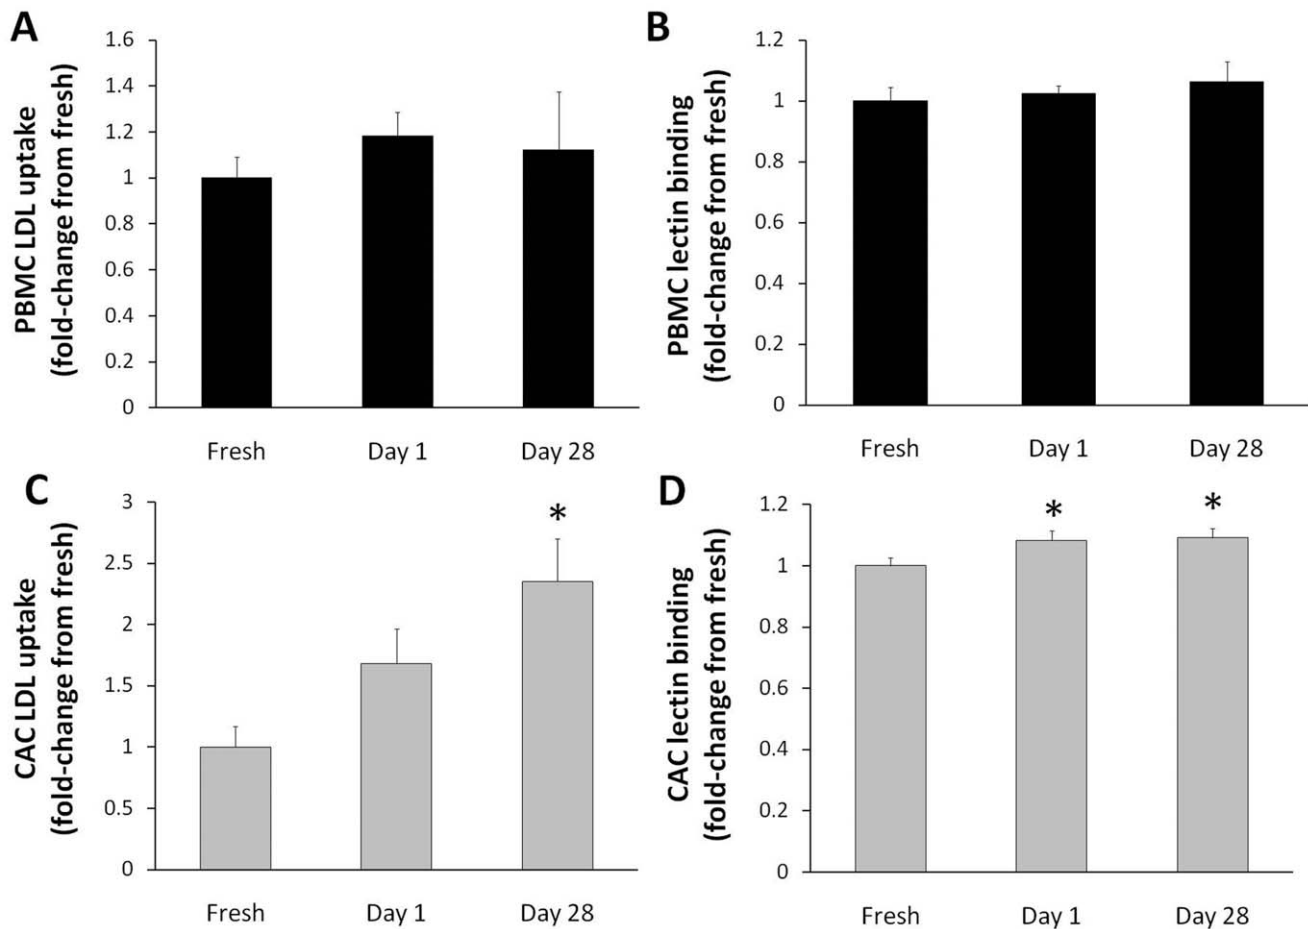 A
PBMC LDL uptake
(fold-change from fresh)
1.6
1.4
1.2
1
0.8
0.6
0.4
0.2
0
Fresh Day 1 Day 28
B
PBMC lectin binding
(fold-change from fresh)
1.2
1
0.8
0.6
0.4
0.2
0
Fresh Day 1 Day 28
C
CAC LDL uptake
(fold-change from fresh)
3
2.5
2
1.5
1
0.5
0
*
Fresh Day 1 Day 28
D
CAC lectin binding
(fold-change from fresh)
1.2
1
0.8
0.6
0.4
0.2
0
* *
Fresh Day 1 Day 28